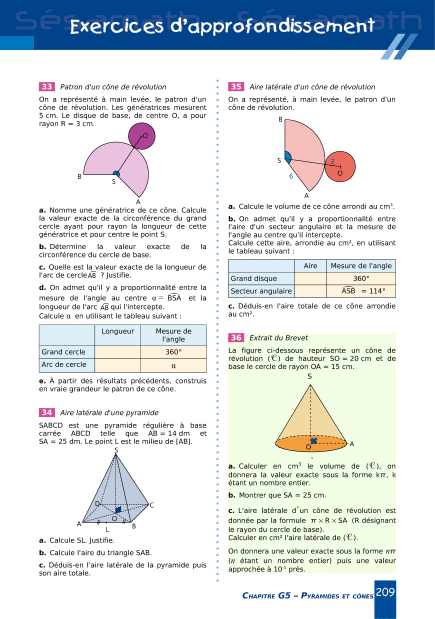 Exercices d'approfondissement
33 Patron d'un cône de révolution
On a représenté à main levée, le patron d'un
cône de révolution. Les génératrices mesurent
5 cm. Le disque de base, de centre O, a pour
rayon R = 3 cm.
O
B
S
A
a. Nomme une génératrice de ce cône. Calcule
la valeur exacte de la circonférence du grand
cercle ayant pour rayon la longueur de cette
génératrice et pour centre le point S.
b. Détermine la valeur exacte de la
circonférence du cercle de base.
c. Quelle est la valeur exacte de la longueur de
l'arc de cercle AB ? Justifie.
d. On admet qu'il y a proportionnalité entre la
mesure de l'angle au centre α = BSA et la
longueur de l'arc AB qui l'intercepte.
Calcule α en utilisant le tableau suivant :
Longueur Mesure de
l'angle
Grand cercle 360°
Arc de cercle α
e. À partir des résultats précédents, construis
en vraie grandeur le patron de ce cône.
34 Aire latérale d'une pyramide
SABCD est une pyramide régulière à base
carrée ABCD telle que AB = 14 dm et
SA = 25 dm. Le point L est le milieu de [AB].
S
D
C
O
A
B
L
a. Calcule SL. Justifie.
b. Calcule l'aire du triangle SAB.
c. Déduis-en l'aire latérale de la pyramide puis
son aire totale.
35 Aire latérale d'un cône de révolution
On a représenté, à main levée, le patron d'un
cône de révolution.
B
S
2
O
6
A
a. Calcule le volume de ce cône arrondi au cm³.
b. On admet qu'il y a proportionnalité entre
l'aire d'un secteur angulaire et la mesure de
l'angle au centre qu'il intercepte.
Calcule cette aire, arrondie au cm², en utilisant
le tableau suivant :
Aire Mesure de l'angle
Grand disque 360°
Secteur angulaire ASB = 114°
c. Déduis-en l'aire totale de ce cône arrondie
au cm².
36 Extrait du Brevet
La figure ci-dessous représente un cône de
révolution (𝒞) de hauteur SO = 20 cm et de
base le cercle de rayon OA = 15 cm.
S
O
A
a. Calculer en cm³ le volume de (𝒞), on
donnera la valeur exacte sous la forme kπ, k
étant un nombre entier.
b. Montrer que SA = 25 cm.
c. L'aire latérale d'un cône de révolution est
donnée par la formule π × R × SA (R désignant
le rayon du cercle de base).
Calculer en cm² l'aire latérale de (𝒞).
On donnera une valeur exacte sous la forme nπ
(n étant un nombre entier) puis une valeur
approchée à 10⁻¹ près.
CHAPITRE G5 – PYRAMIDES ET CÔNES 209